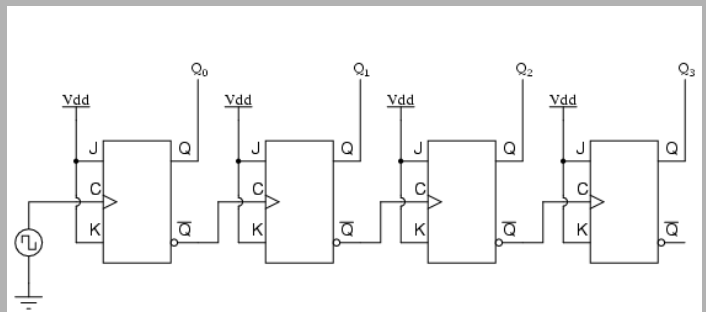 Q0 Q1 Q2 Q3
Vdd Vdd Vdd Vdd
J Q J Q J Q J Q
C C C C
K Q̅ K Q̅ K Q̅ K Q̅